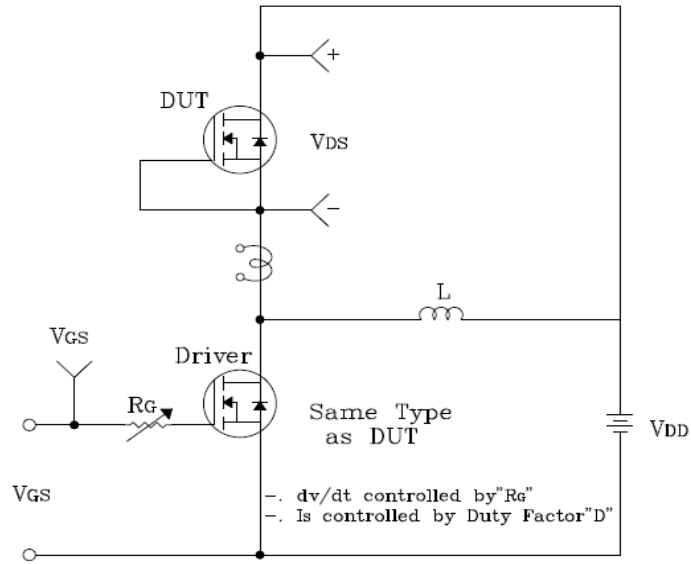 +
DUT
VDS
−
L
VGS
Driver
RG
Same Type
as DUT
VDD
VGS
−. dv/dt controlled by"RG"
−. Is controlled by Duty Factor"D"